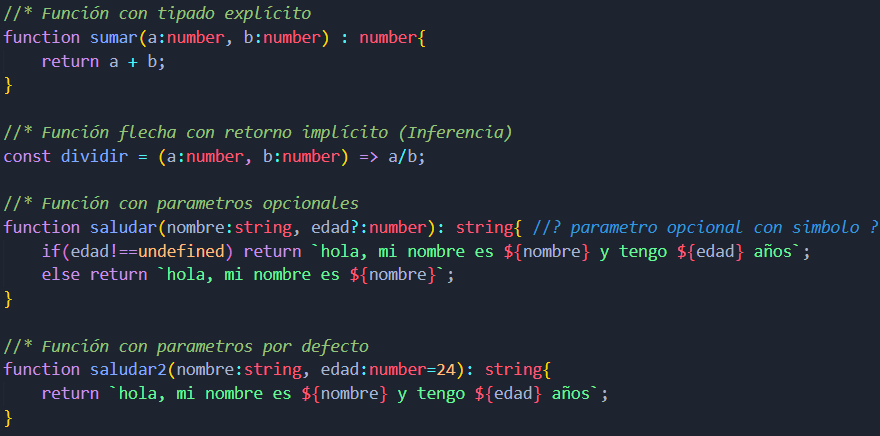 //* Función con tipado explícito
function sumar(a:number, b:number) : number{
    return a + b;
}

//* Función flecha con retorno implícito (Inferencia)
const dividir = (a:number, b:number) => a/b;

//* Función con parametros opcionales
function saludar(nombre:string, edad?:number): string{ //? parametro opcional con simbolo ?
    if(edad!==undefined) return `hola, mi nombre es ${nombre} y tengo ${edad} años`;
    else return `hola, mi nombre es ${nombre}`;
}

//* Función con parametros por defecto
function saludar2(nombre:string, edad:number=24): string{
    return `hola, mi nombre es ${nombre} y tengo ${edad} años`;
}